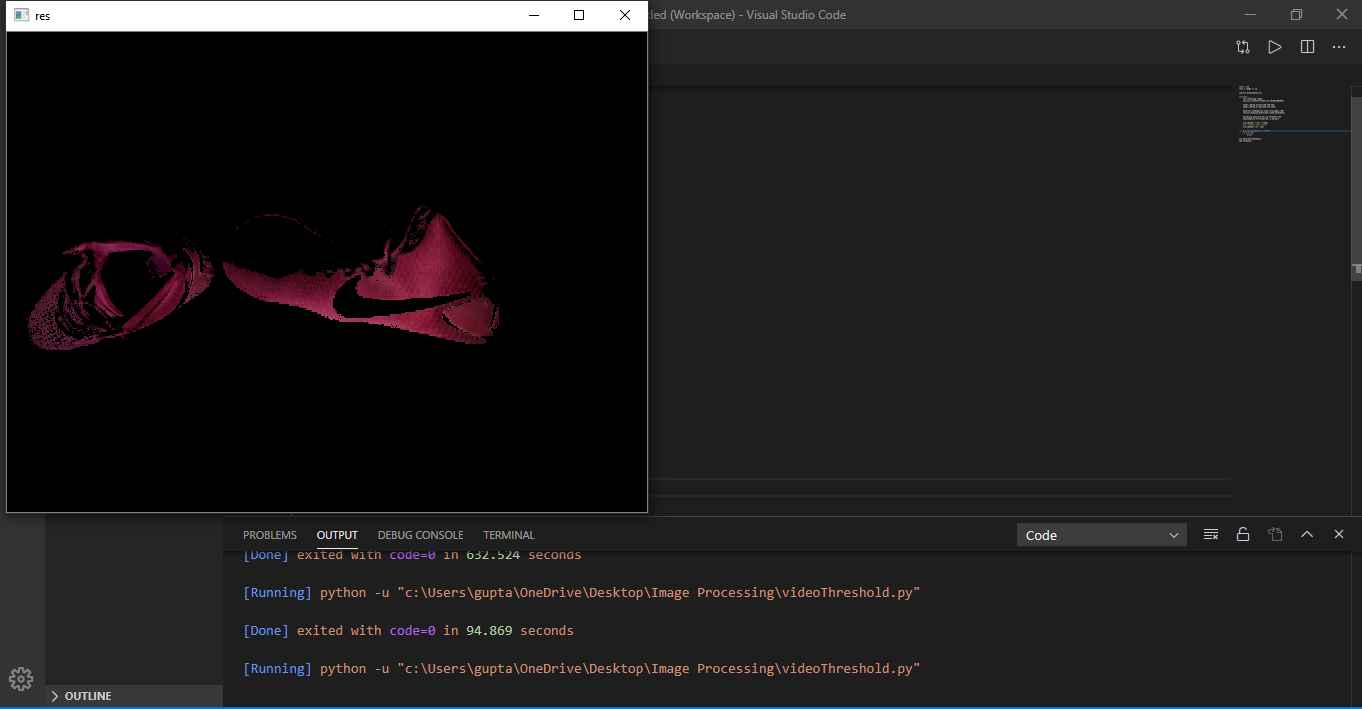 res
tled (Workspace) - Visual Studio Code
PROBLEMS OUTPUT DEBUG CONSOLE TERMINAL
Code
[Done] exited with code=0 in 632.524 seconds
[Running] python -u "c:\Users\gupta\OneDrive\Desktop\Image Processing\videoThreshold.py"
[Done] exited with code=0 in 94.869 seconds
[Running] python -u "c:\Users\gupta\OneDrive\Desktop\Image Processing\videoThreshold.py"
OUTLINE